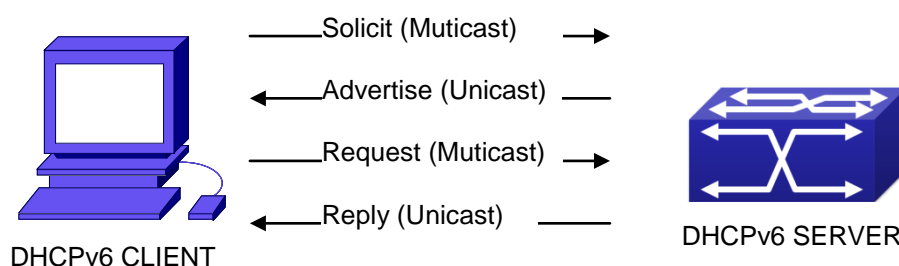 Solicit (Muticast)
Advertise (Unicast)
Request (Muticast)
Reply (Unicast)
DHCPv6 CLIENT
DHCPv6 SERVER